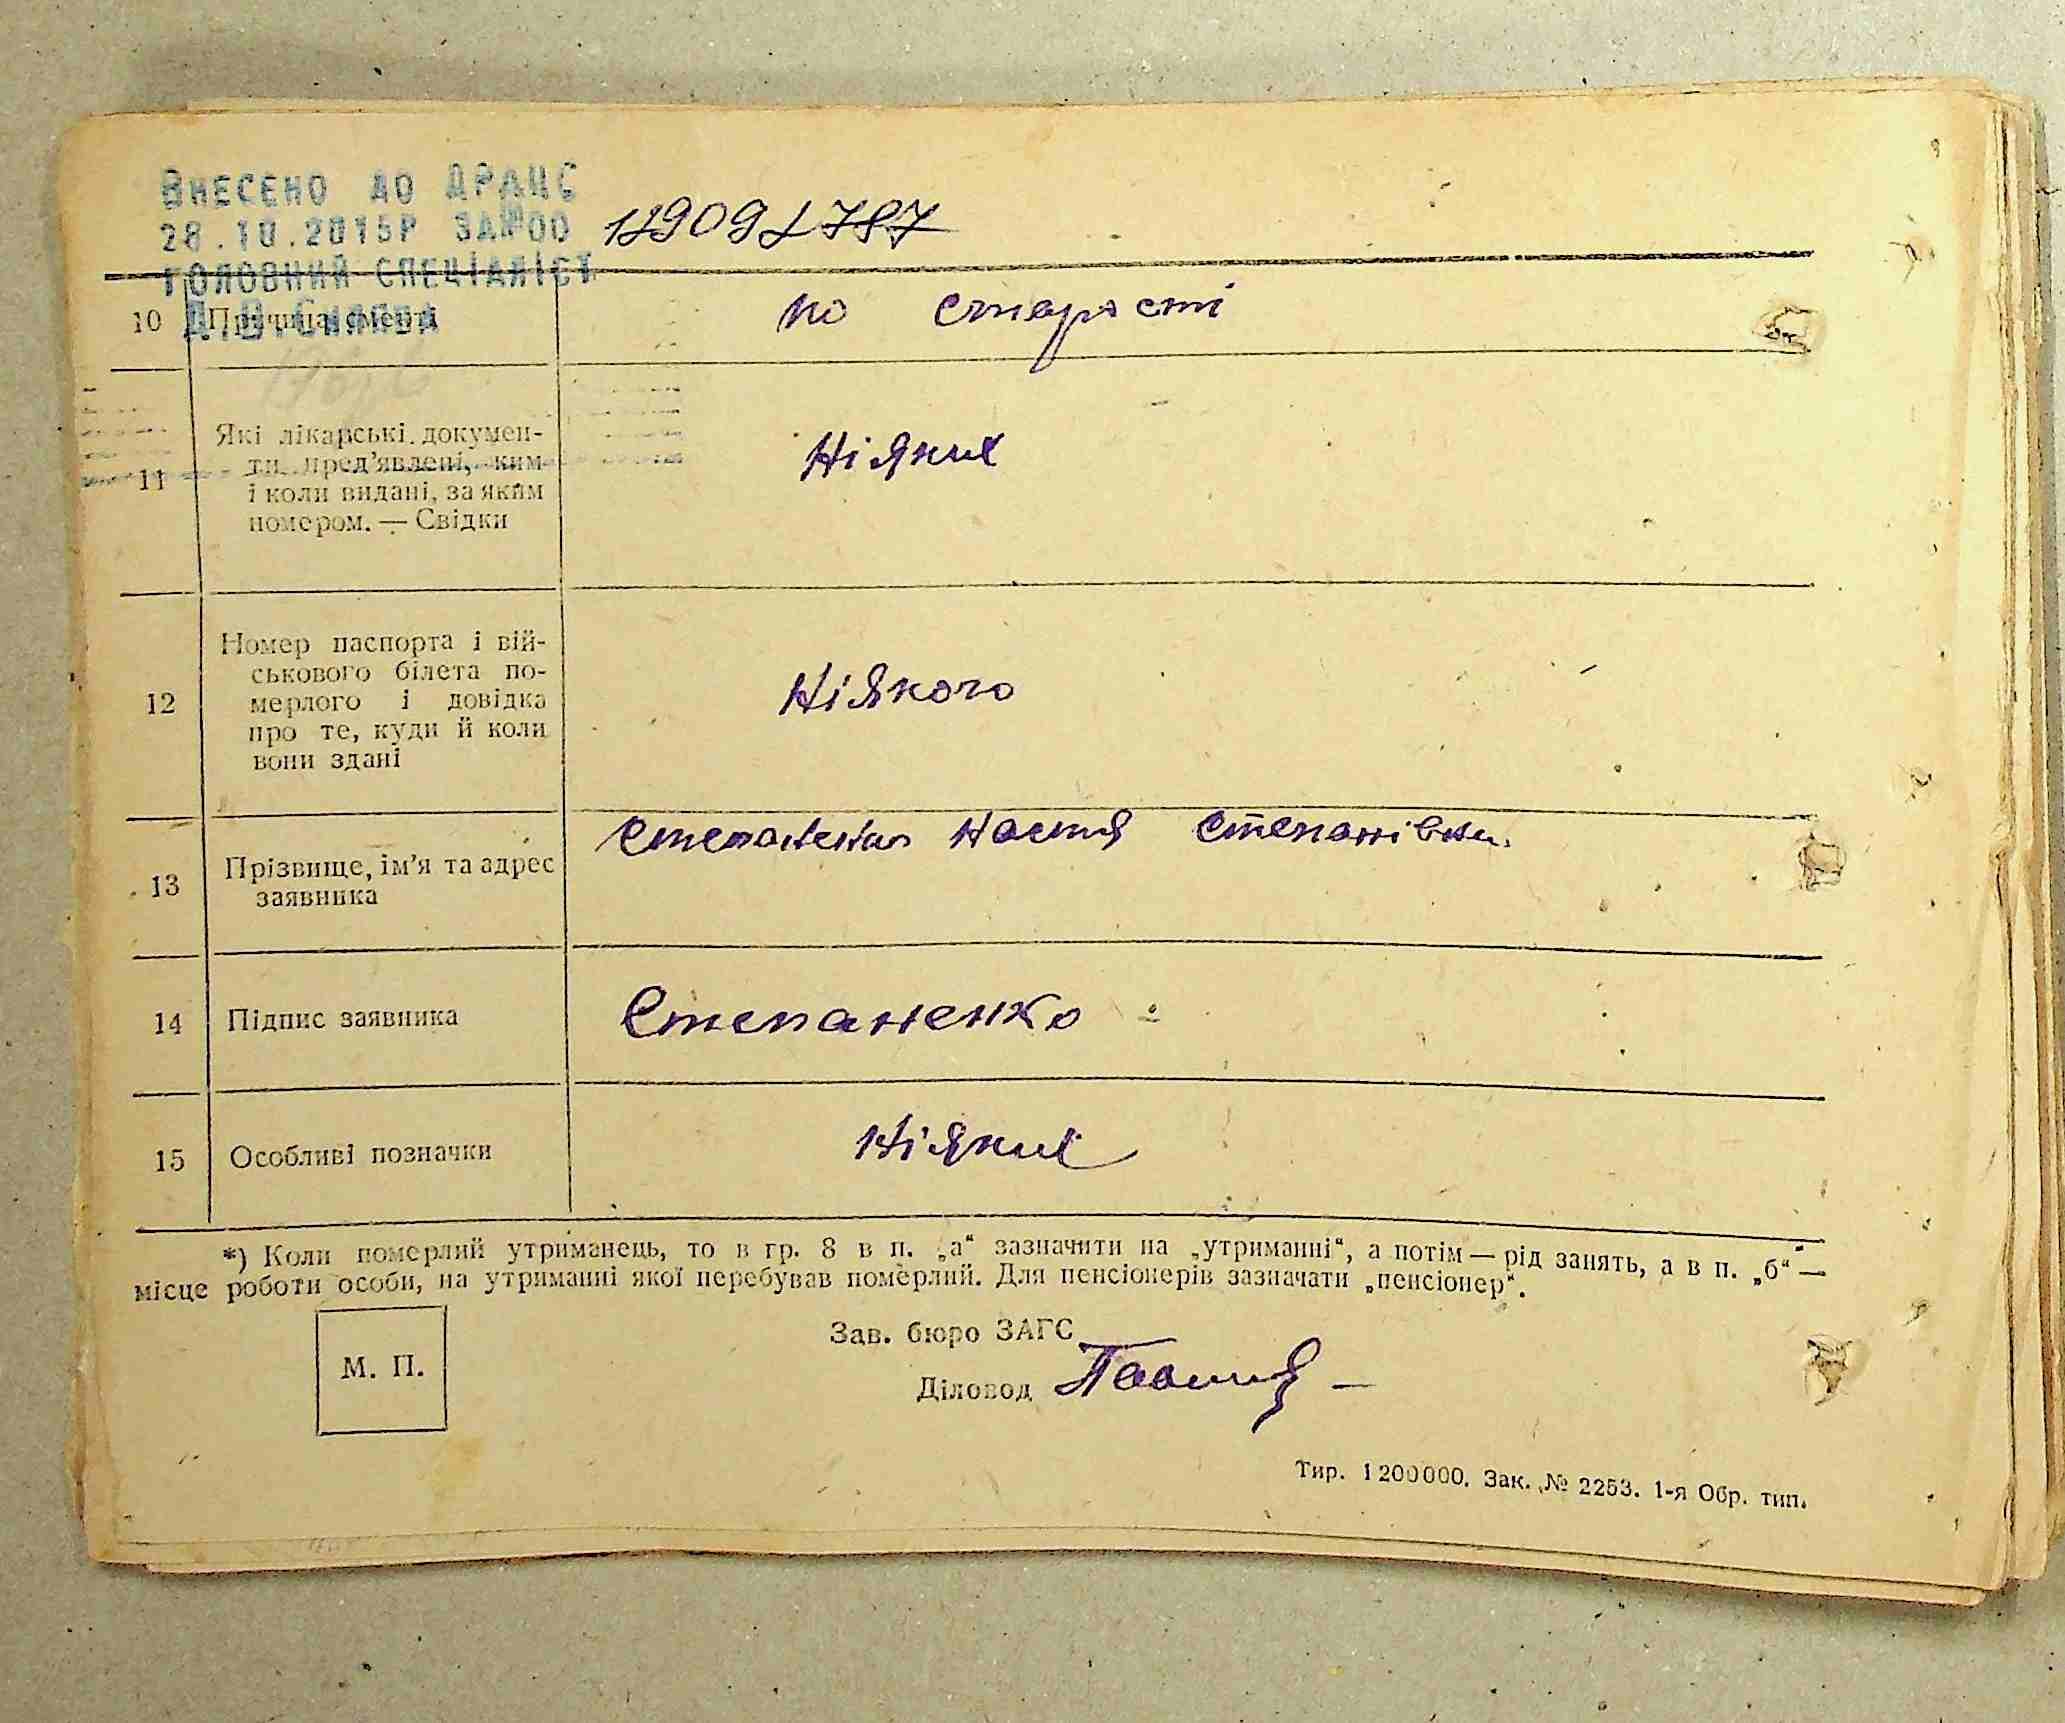 ВНЕСЕНО ДО ДРАЦС
28.10.2015Р ЗА №00
ГОЛОВНИЙ СПЕЦІАЛІСТ
10 Причина смерті по старості
11 Які лікарські докумен-
ти пред’явлені, ким
і коли видані, за яким
номером. — Свідки
Ніяких
12 Номер паспорта і вій-
ськового білета по-
мерлого і довідка
про те, куди й коли
вони здані
Ніякого
13 Прізвище, ім’я та адрес
заявника
Настя Степанівна.
14 Підпис заявника Степаненко
15 Особливі позначки Ніяких
*) Коли померлий утриманець, то в гр. 8 в п. „а“ зазначити на „утриманні“, а потім — рід занять, а в п. „б“ —
місце роботи особи, на утриманні якої перебував померлий. Для пенсіонерів зазначати „пенсіонер“.
М. П.
Зав. бюро ЗАГС
Діловод
Тир. 1200000. Зак. № 2253. 1-я Обр. тип.